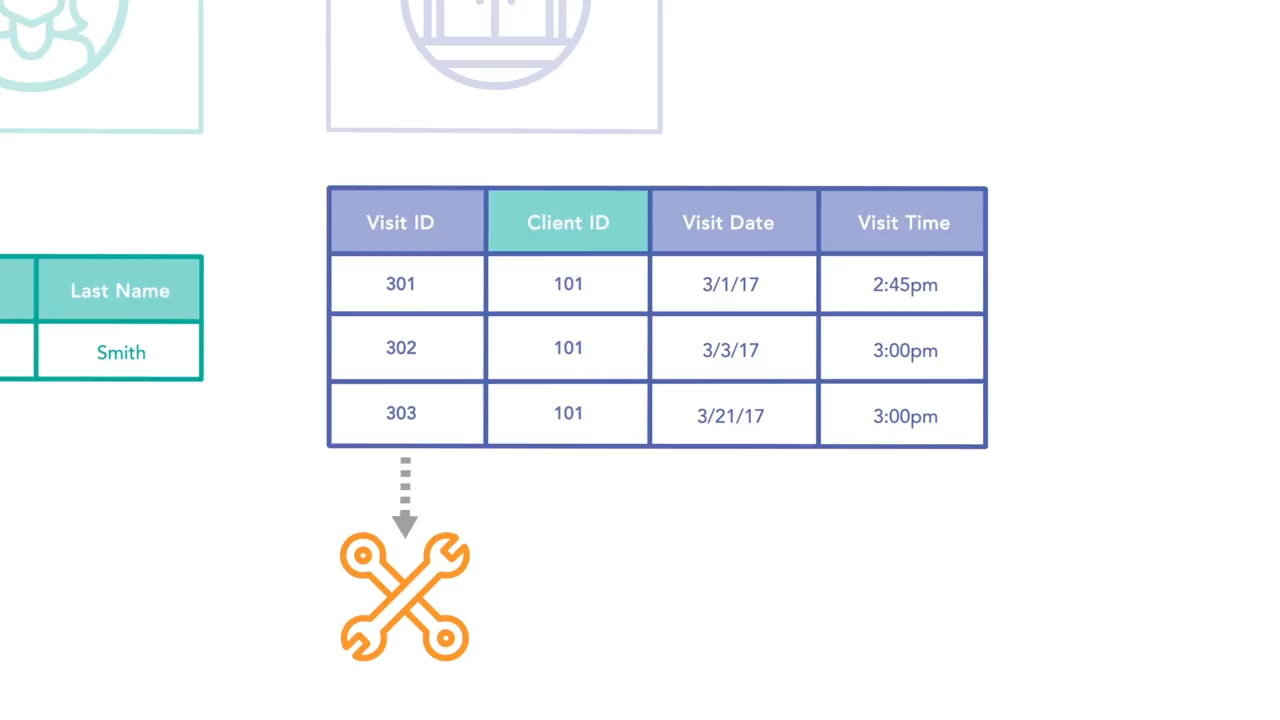 Visit ID Client ID Visit Date Visit Time
301 101 3/1/17 2:45pm
302 101 3/3/17 3:00pm
303 101 3/21/17 3:00pm
Last Name
Smith